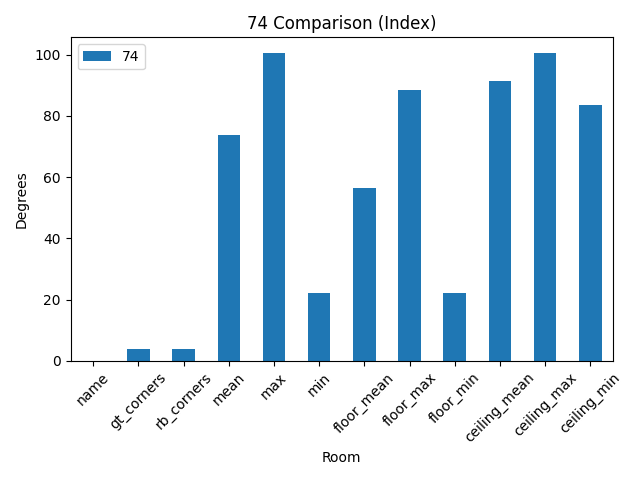 74 Comparison (Index)
74
100
80
60
40
20
0
Degrees
name
gt_corners
rb_corners
mean
max
min
floor_mean
floor_max
floor_min
ceiling_mean
ceiling_max
ceiling_min
Room